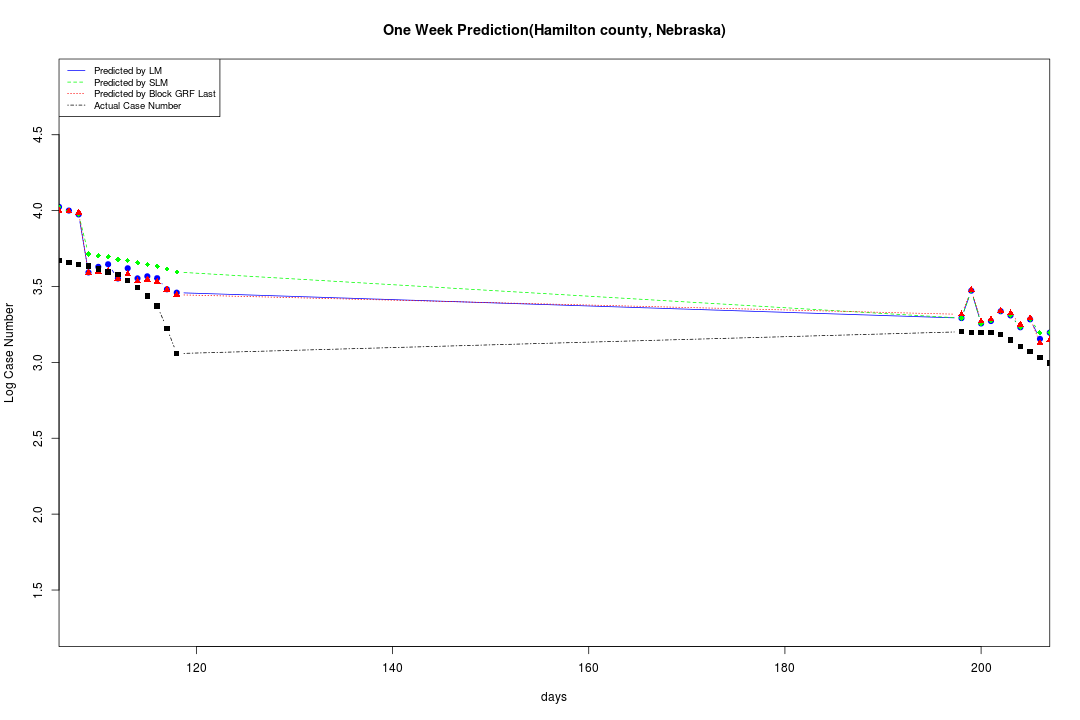 One Week Prediction(Hamilton county, Nebraska)
Predicted by LM
Predicted by SLM
Predicted by Block GRF Last
Actual Case Number
4.5
4.0
3.5
3.0
2.5
2.0
1.5
Log Case Number
120 140 160 180 200
days